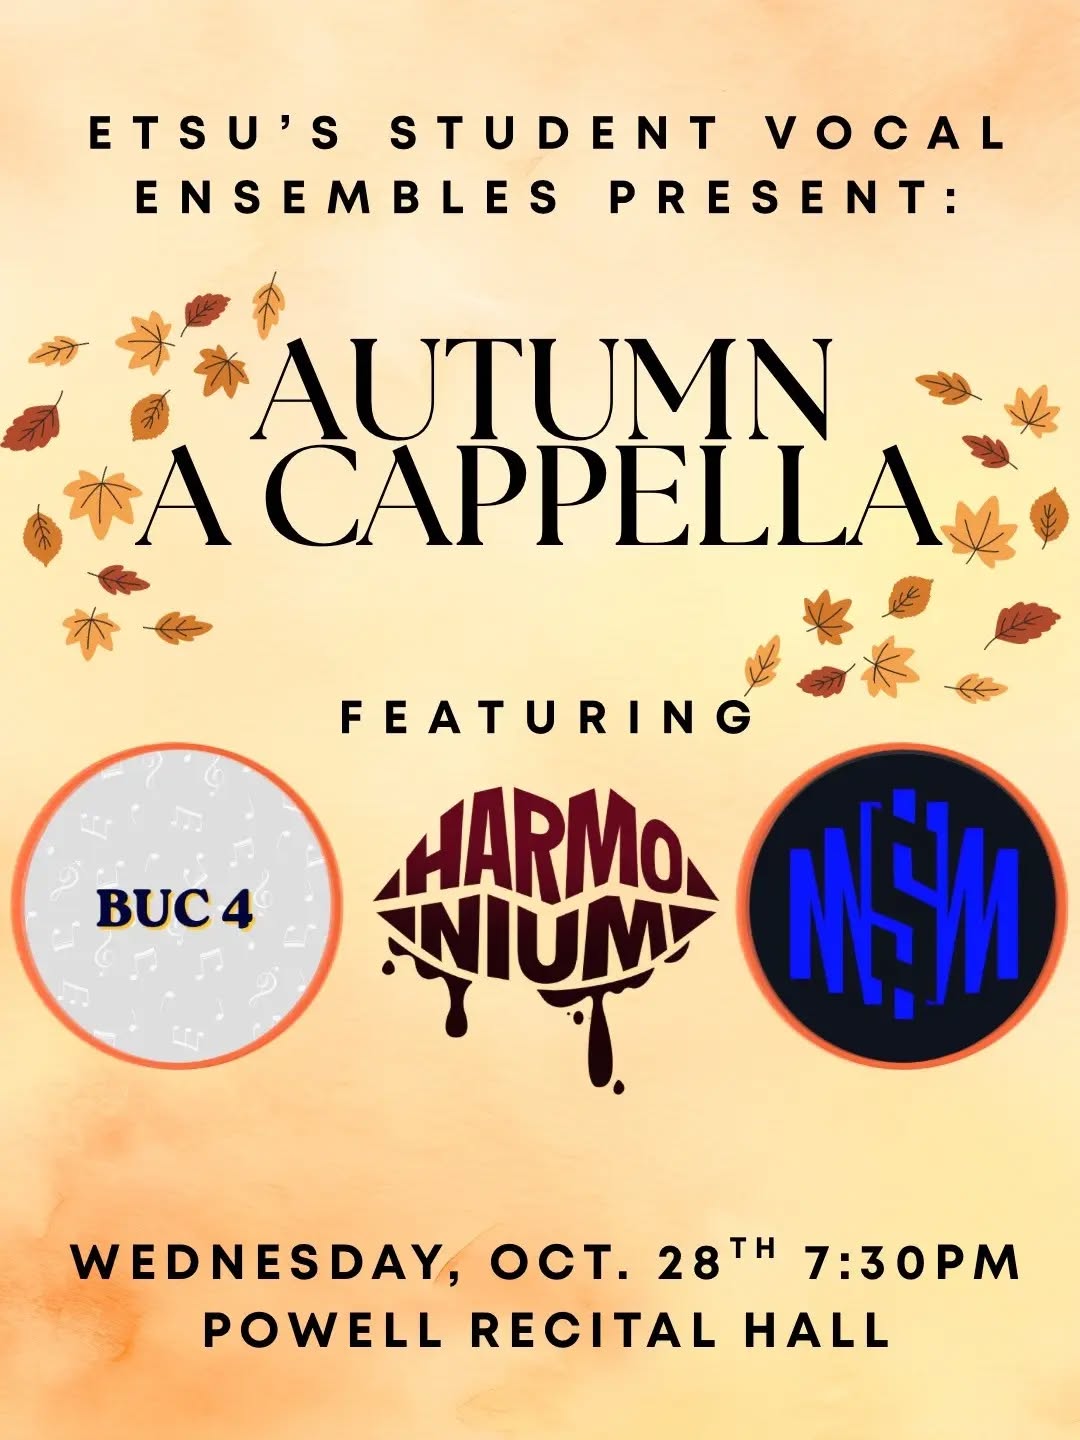 ETSU'S STUDENT VOCAL
ENSEMBLES PRESENT:
AUTUMN
A CAPPELLA
FEATURING
BUC 4
HARMO
NIUM
WEDNESDAY, OCT. 28TH 7:30PM
POWELL RECITAL HALL